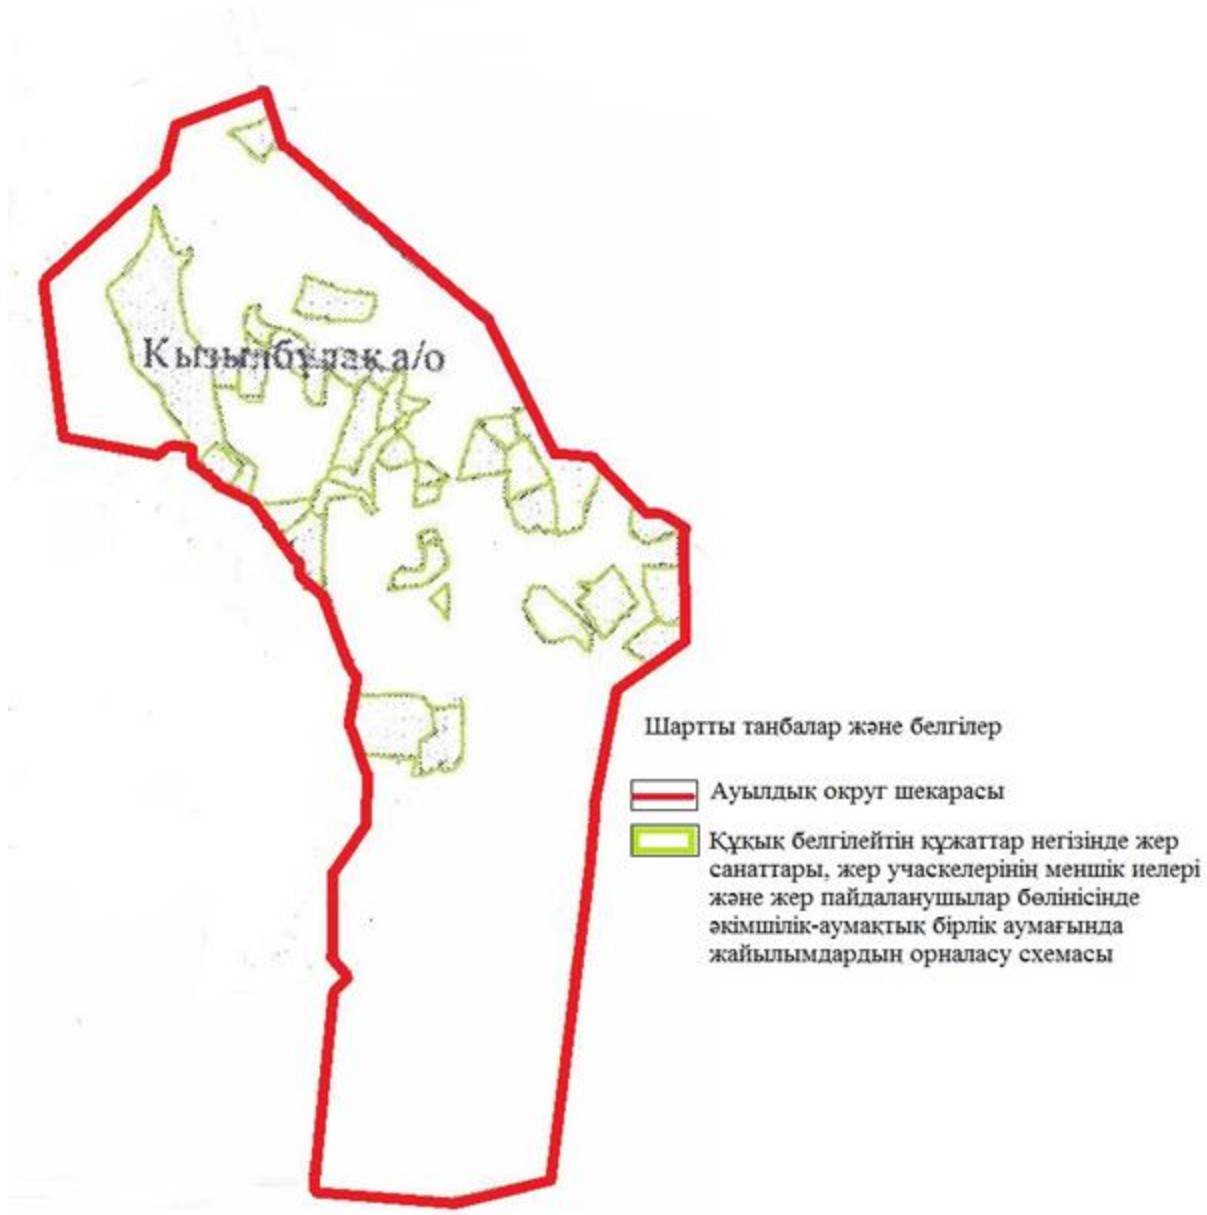 Кызылбұлақ а/о
Шартты таңбалар және белгілер
Ауылдық округ шекарасы
Құқық белгілейтін құжаттар негізінде жер
санаттары, жер учаскелерінің меншік иелері
және жер пайдаланушылар бөлінісінде
әкімшілік-аумақтық бірлік аумағында
жайылымдардың орналасу схемасы